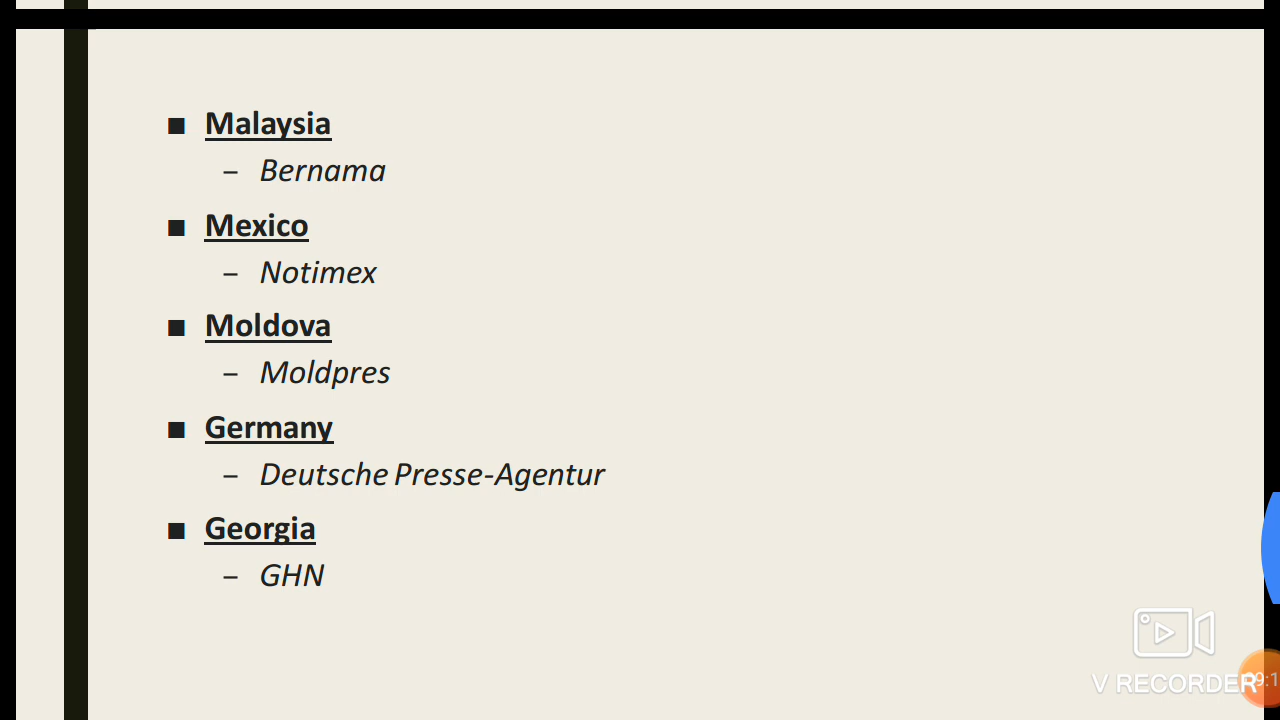 ■ Malaysia
– Bernama
■ Mexico
– Notimex
■ Moldova
– Moldpres
■ Germany
– Deutsche Presse-Agentur
■ Georgia
– GHN
V RECORDER